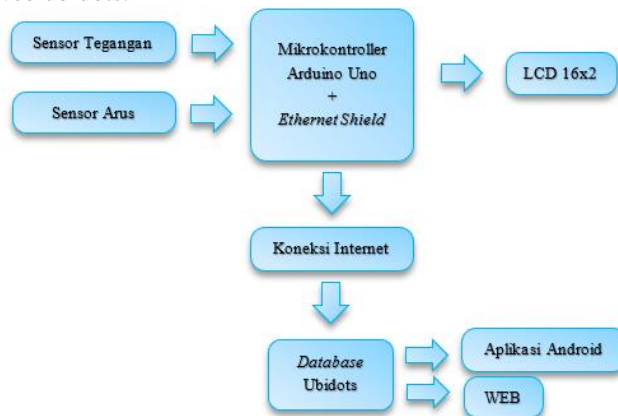 Sensor Tegangan
Sensor Arus
Mikrokontroller
Arduino Uno
+
Ethernet Shield
LCD 16x2
Koneksi Internet
Database
Ubidots
Aplikasi Android
WEB